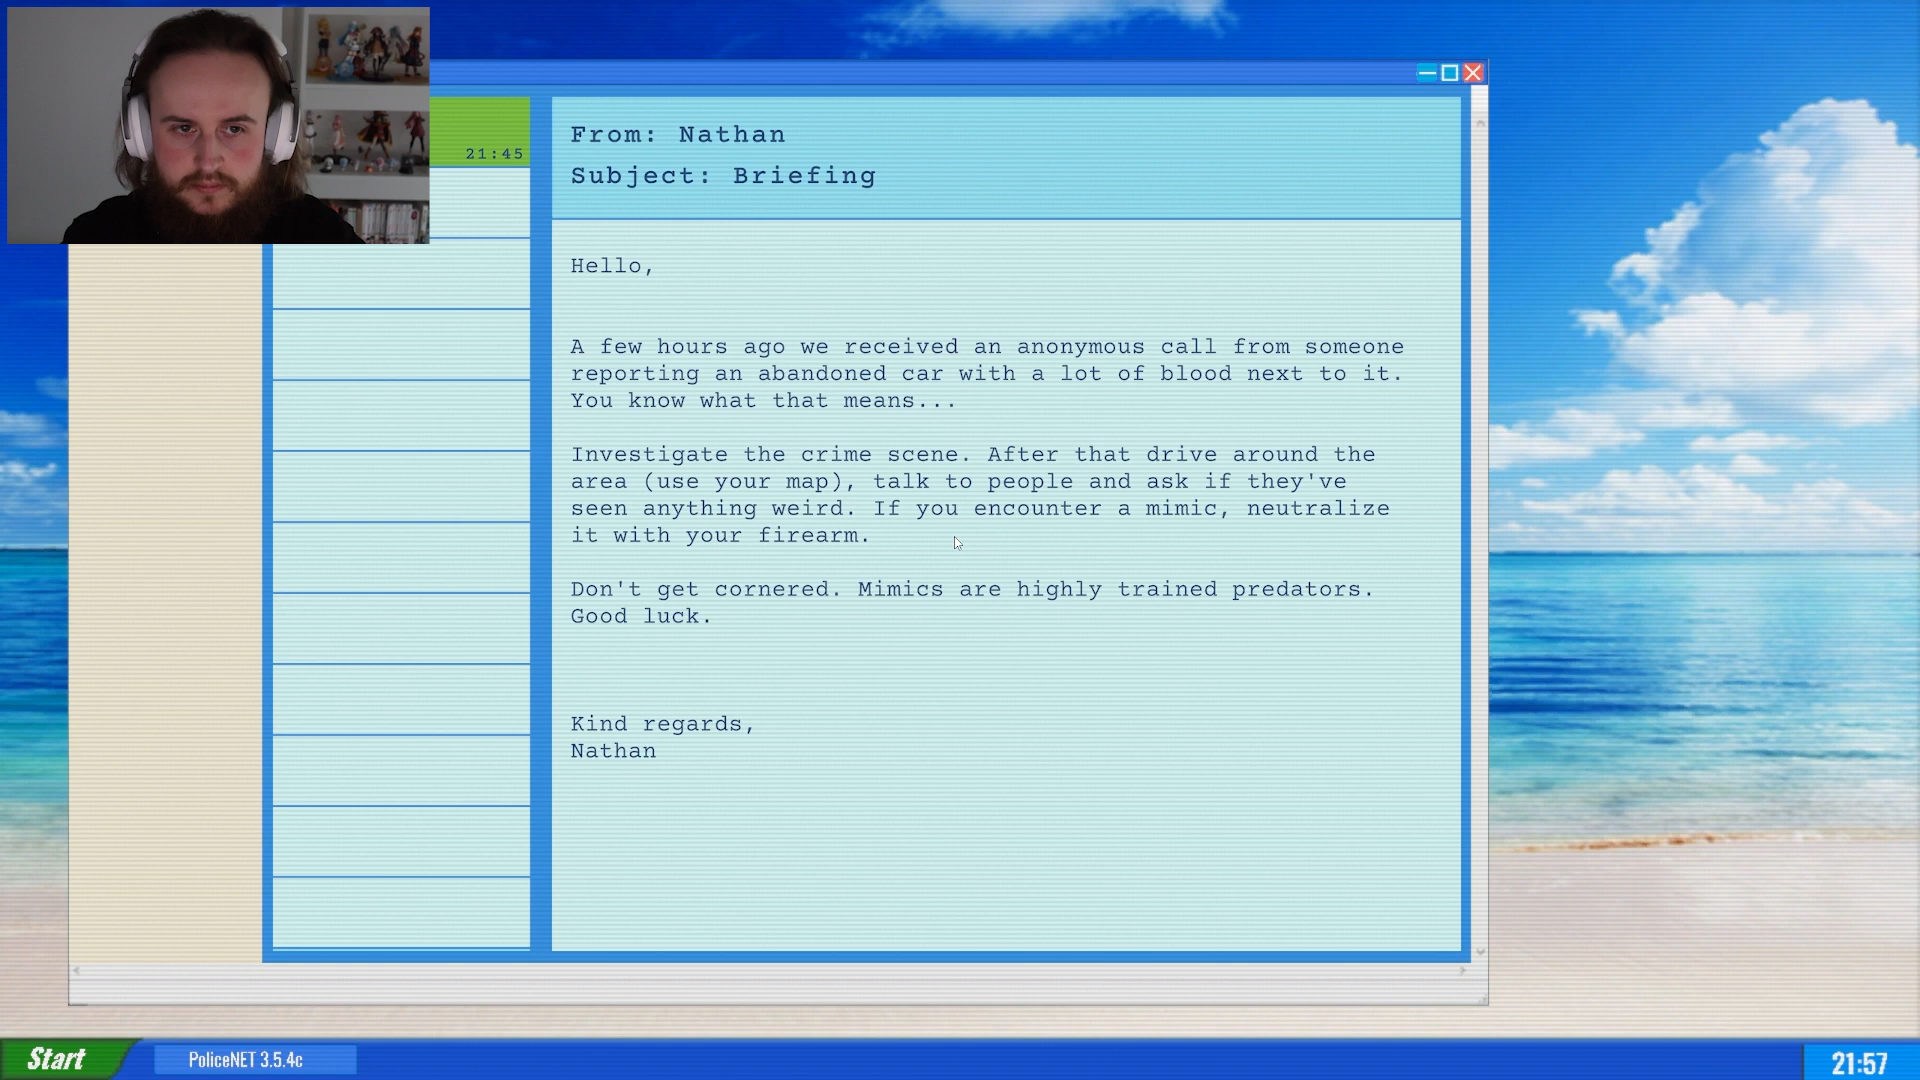 21:45
From: Nathan
Subject: Briefing
Hello,
A few hours ago we received an anonymous call from someone
reporting an abandoned car with a lot of blood next to it.
You know what that means...
Investigate the crime scene. After that drive around the
area (use your map), talk to people and ask if they've
seen anything weird. If you encounter a mimic, neutralize
it with your firearm.
Don't get cornered. Mimics are highly trained predators.
Good luck.
Kind regards,
Nathan
Start
PoliceNET 3.5.4c
21:57